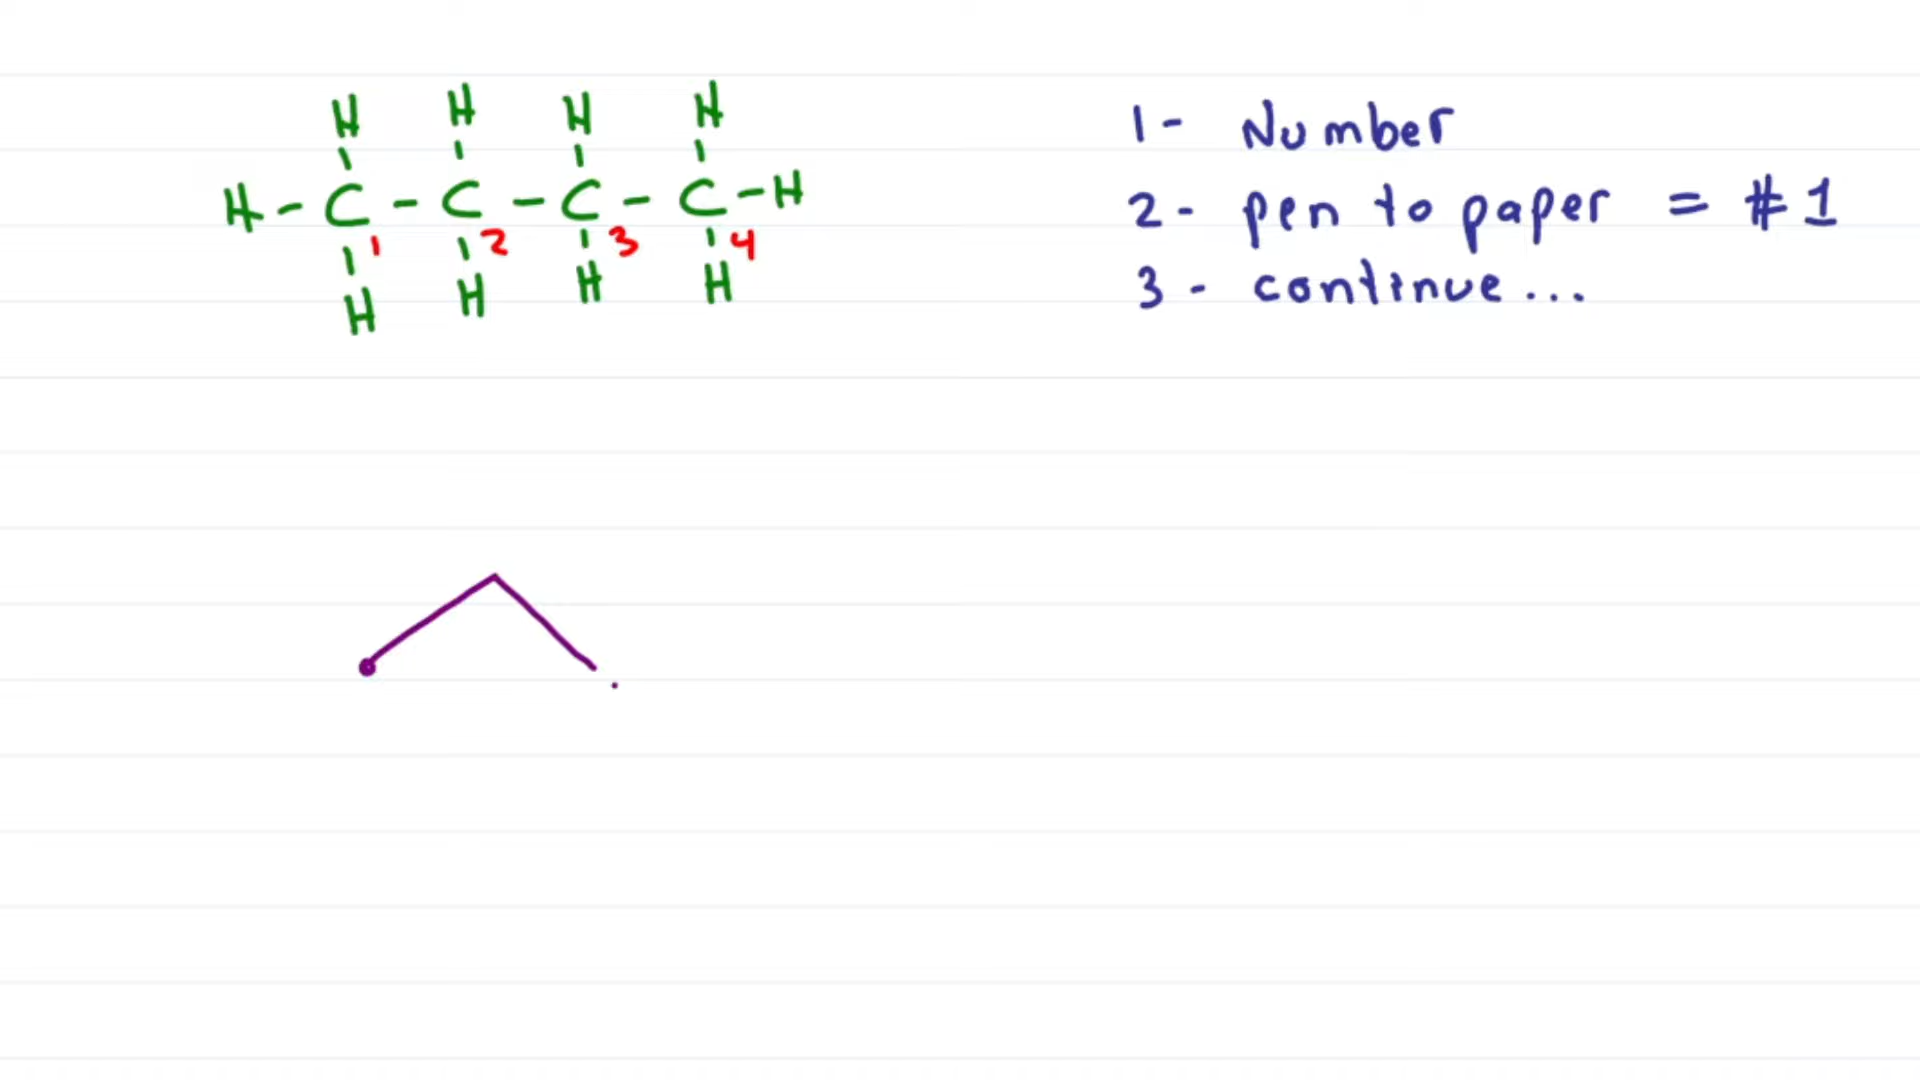 H H H H
H - C - C - C - C - H
1 2 3 4
H H H H
1 - Number
2 - pen to paper = #1
3 - continue...